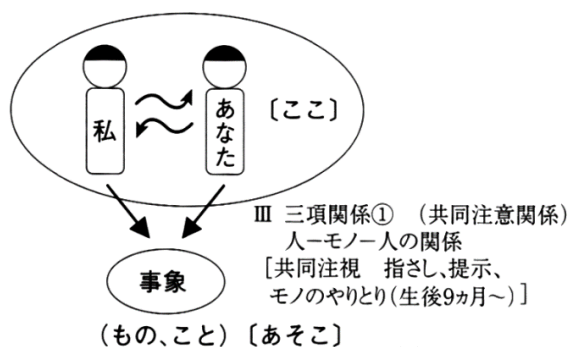 私
あなた
〔ここ〕
Ⅲ 三項関係① (共同注意関係)
人−モノ−人の関係
[共同注視 指さし、提示、
モノのやりとり(生後9ヵ月〜)]
事象
(もの、こと) 〔あそこ〕